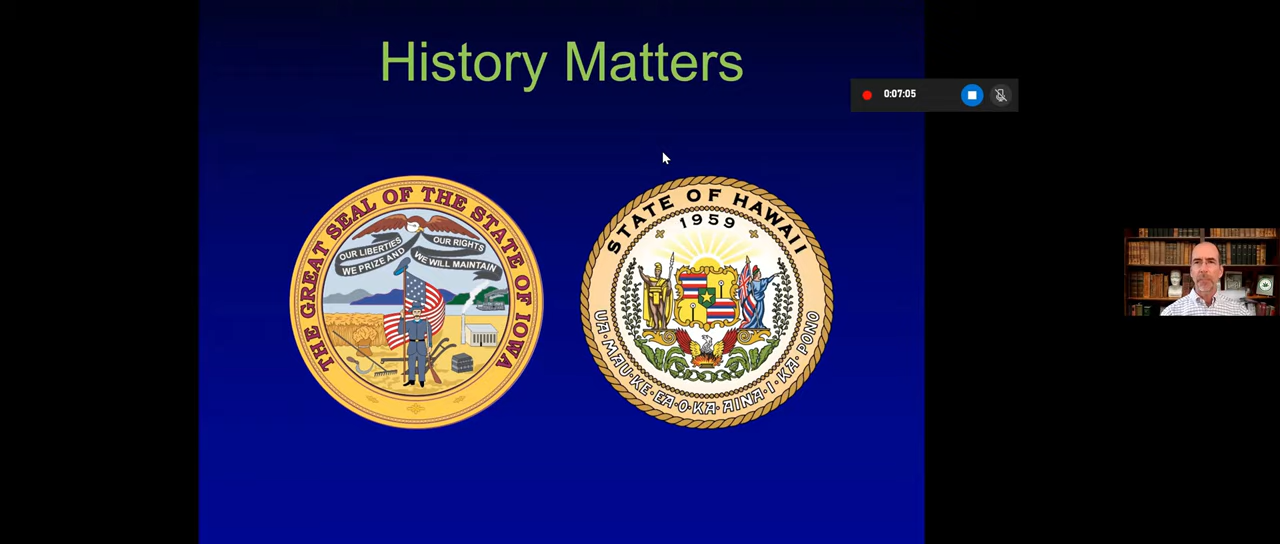 History Matters
0:07:05
THE GREAT SEAL OF THE STATE OF IOWA
OUR LIBERTIES
WE PRIZE AND
OUR RIGHTS
WE WILL MAINTAIN
STATE OF HAWAII
1959
UA·MAU·KE·EA·O·KA·AINA·I·KA·PONO